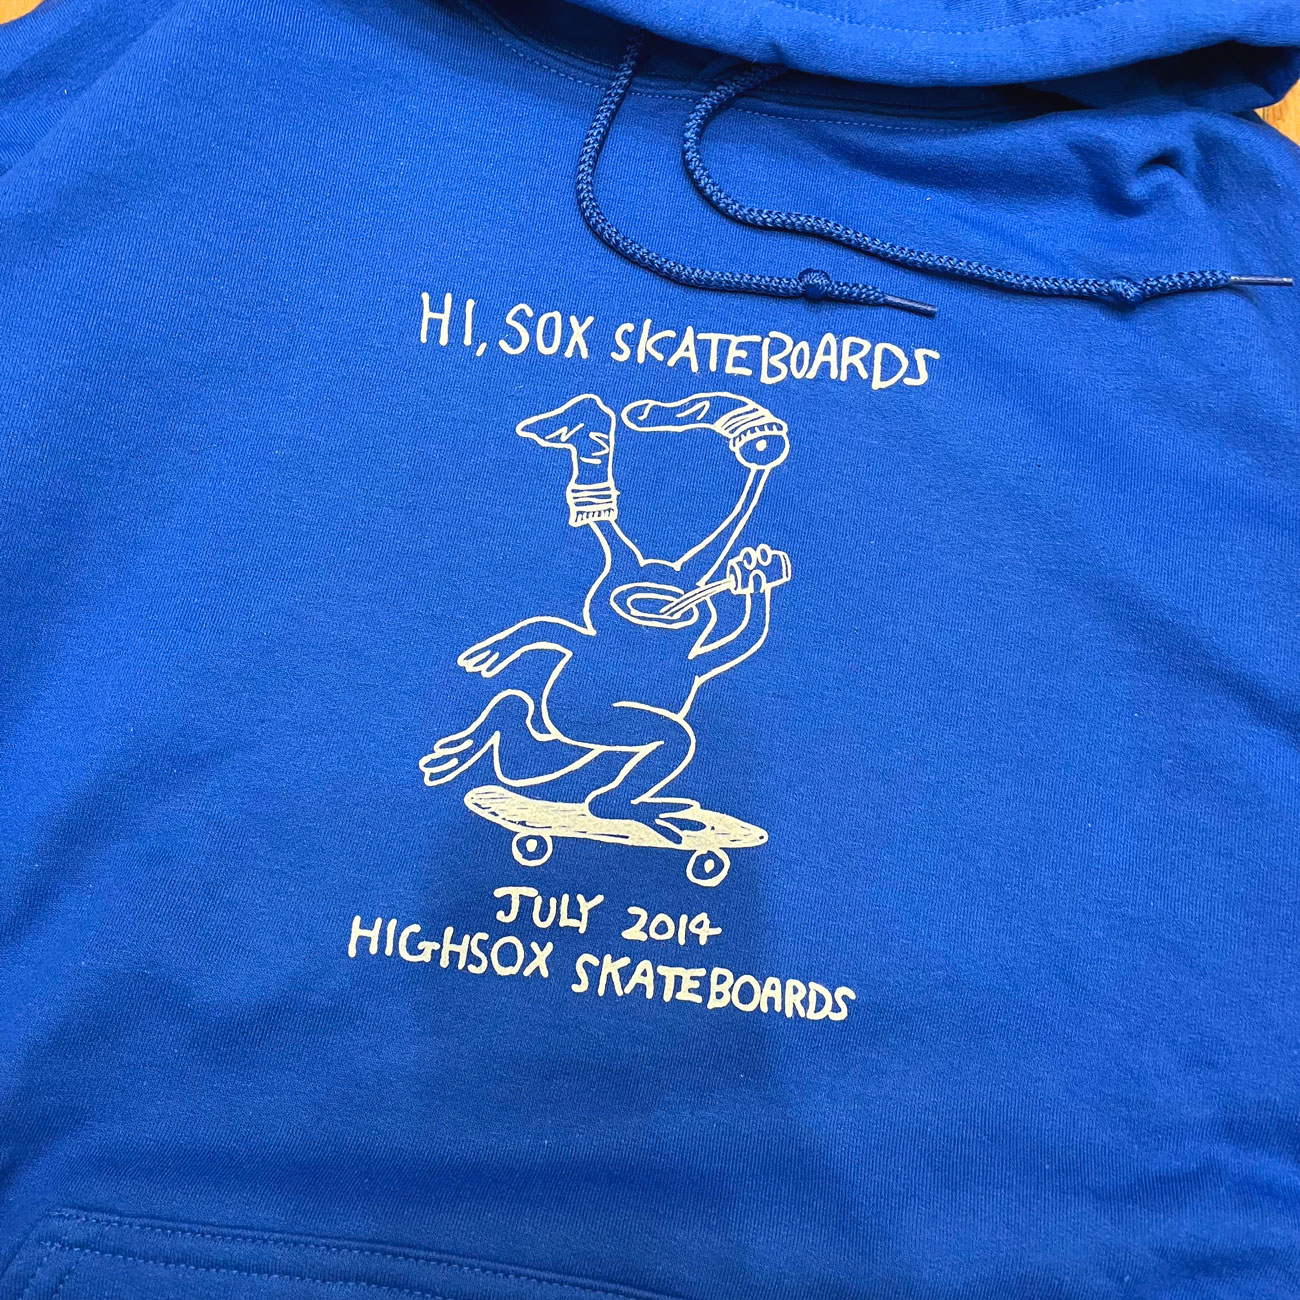 HI, SOX SKATEBOARDS
JULY 2014
HIGHSOX SKATEBOARDS